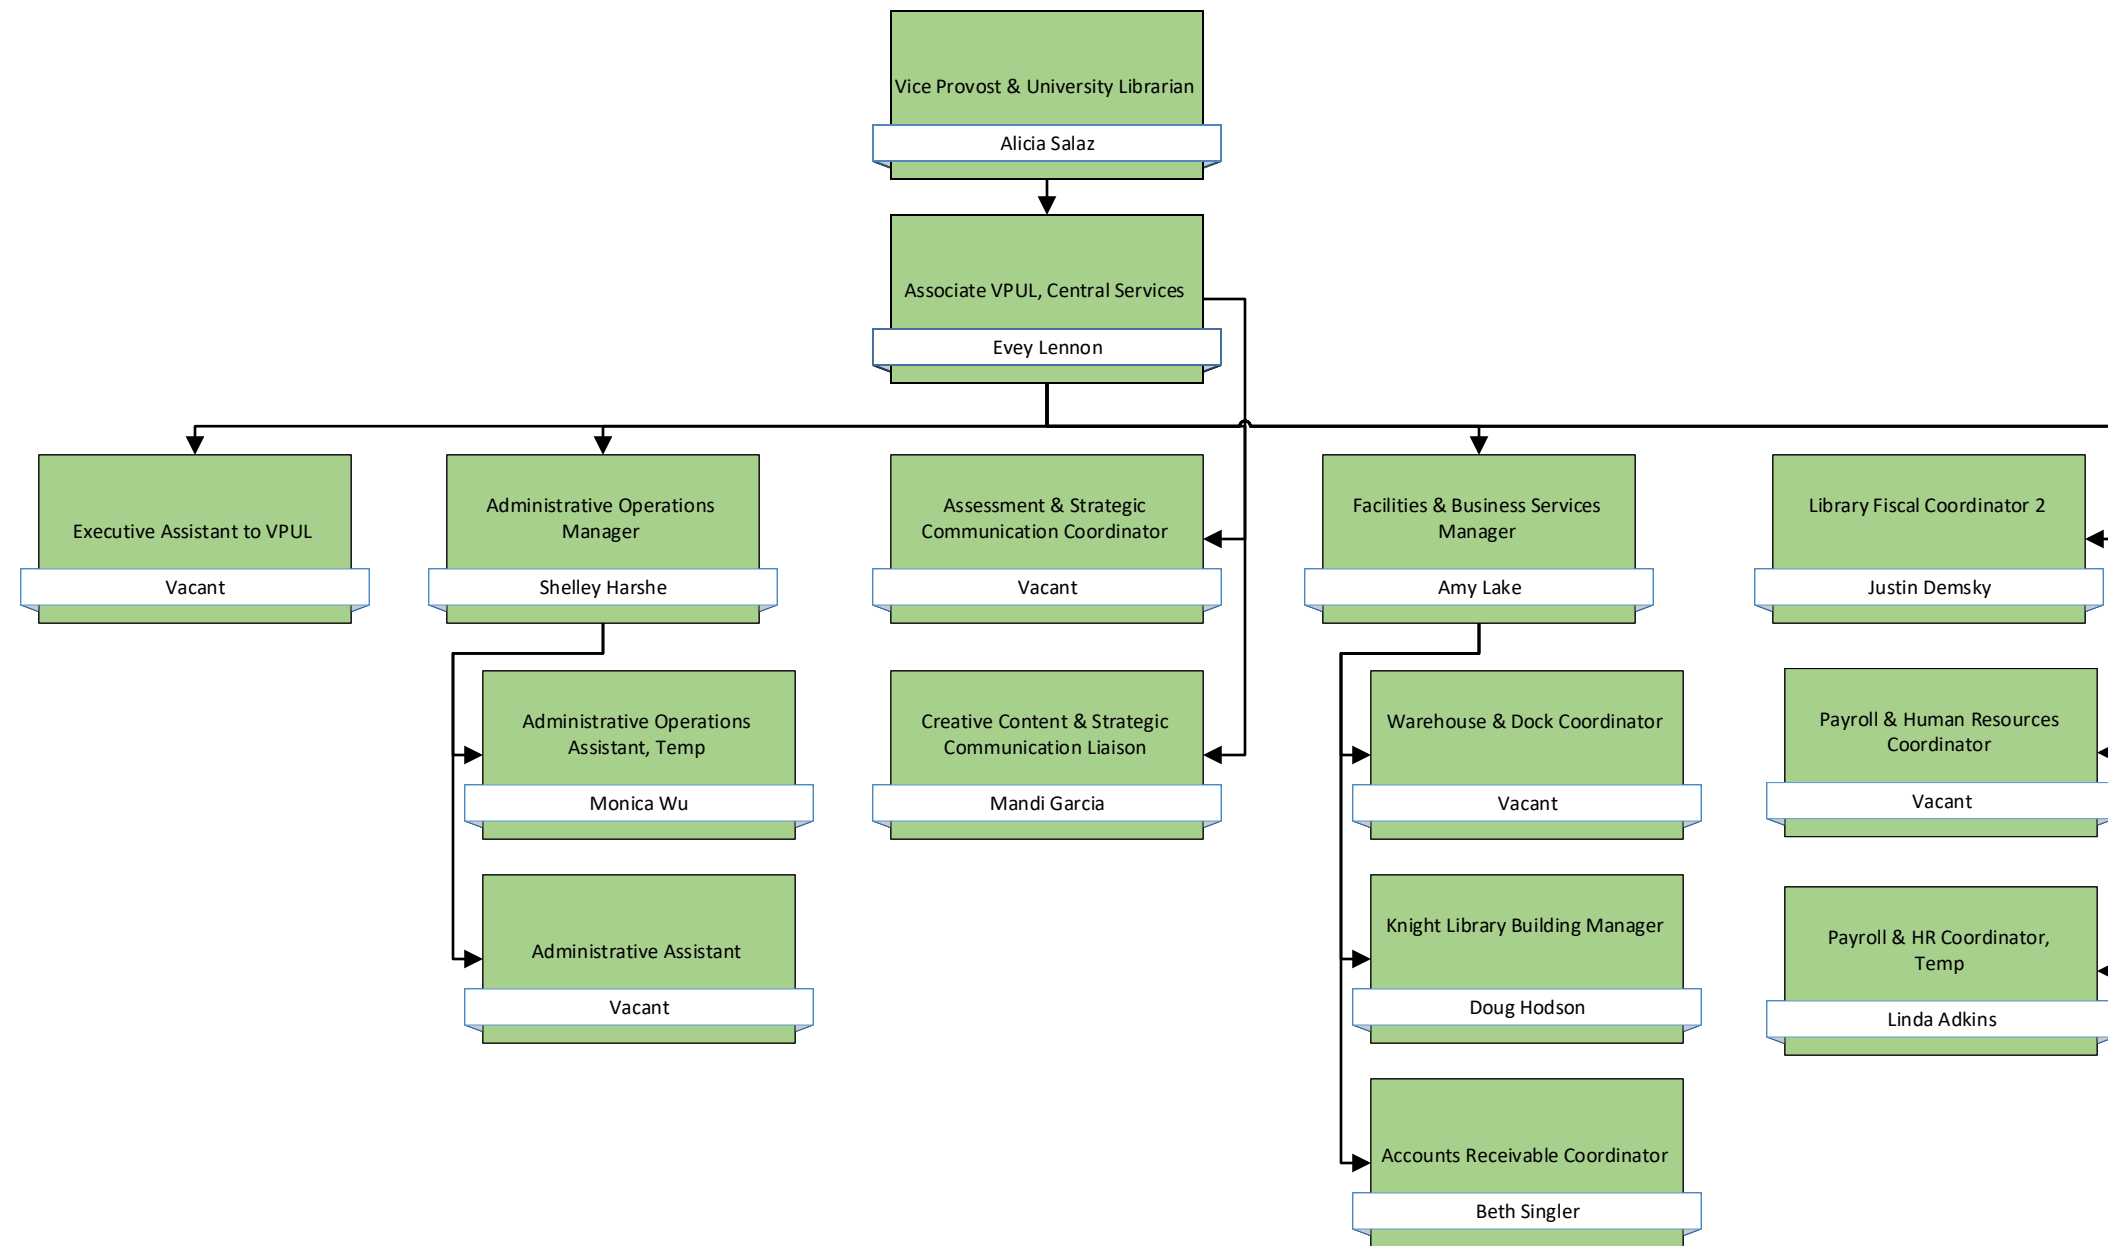 Vice Provost & University Librarian
Alicia Salaz
Associate VPUL, Central Services
Evey Lennon
Executive Assistant to VPUL
Vacant
Administrative Operations
Manager
Shelley Harshe
Assessment & Strategic
Communication Coordinator
Vacant
Facilities & Business Services
Manager
Amy Lake
Library Fiscal Coordinator 2
Justin Demsky
Administrative Operations
Assistant, Temp
Monica Wu
Creative Content & Strategic
Communication Liaison
Mandi Garcia
Warehouse & Dock Coordinator
Vacant
Payroll & Human Resources
Coordinator
Vacant
Administrative Assistant
Vacant
Knight Library Building Manager
Doug Hodson
Payroll & HR Coordinator,
Temp
Linda Adkins
Accounts Receivable Coordinator
Beth Singler